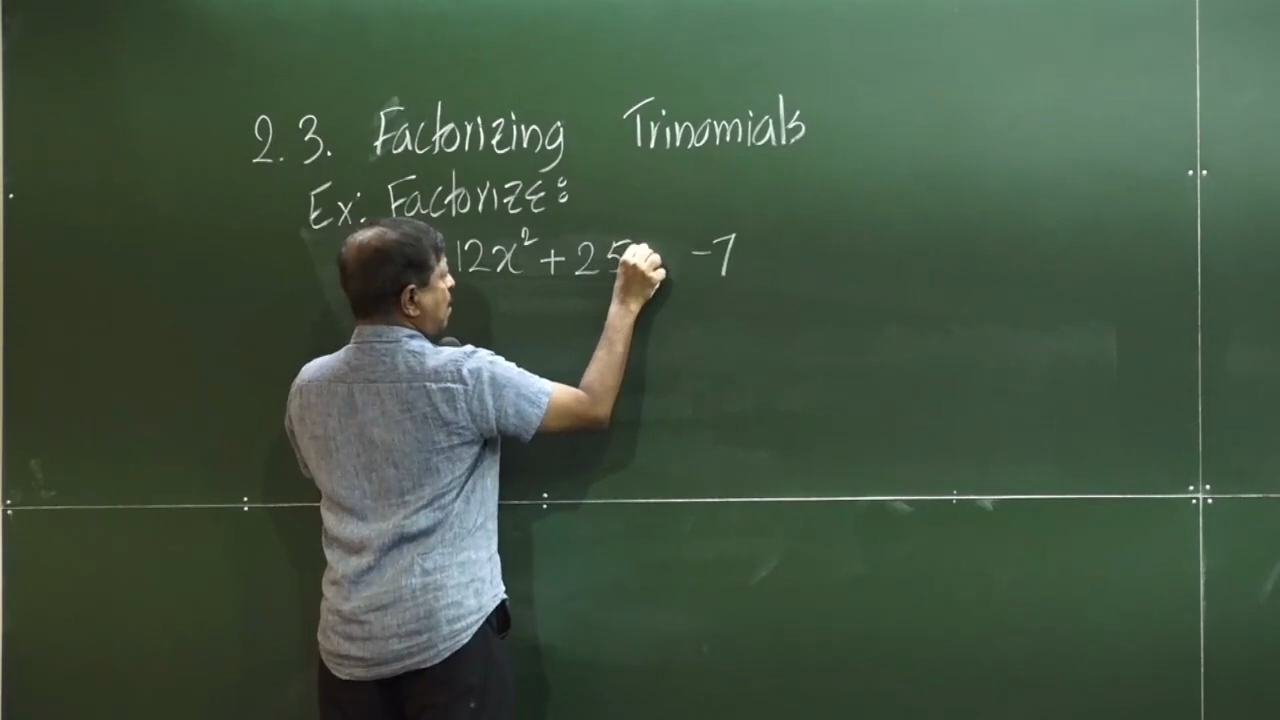 2.3. Factorizing Trinomials
Ex: Factorize:
12x² + 25 -7